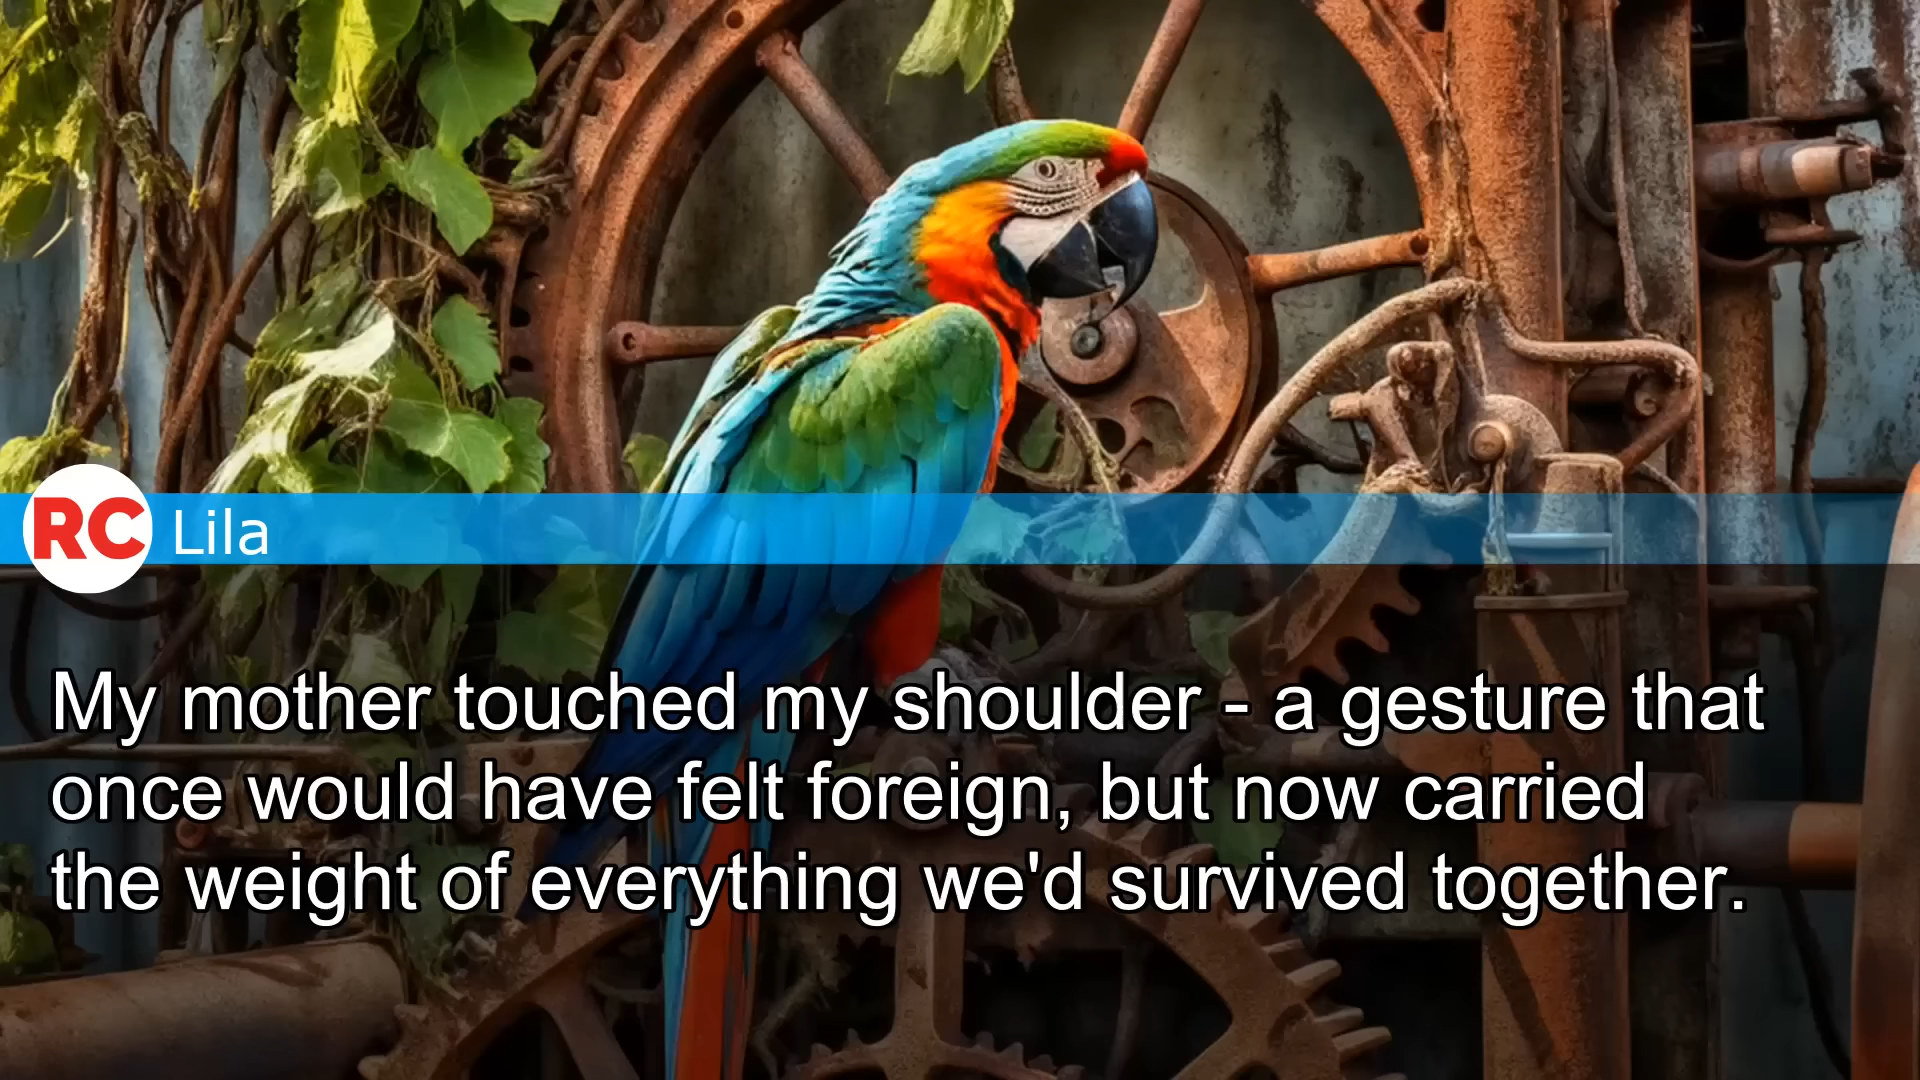 RC Lila
My mother touched my shoulder - a gesture that
once would have felt foreign, but now carried
the weight of everything we'd survived together.